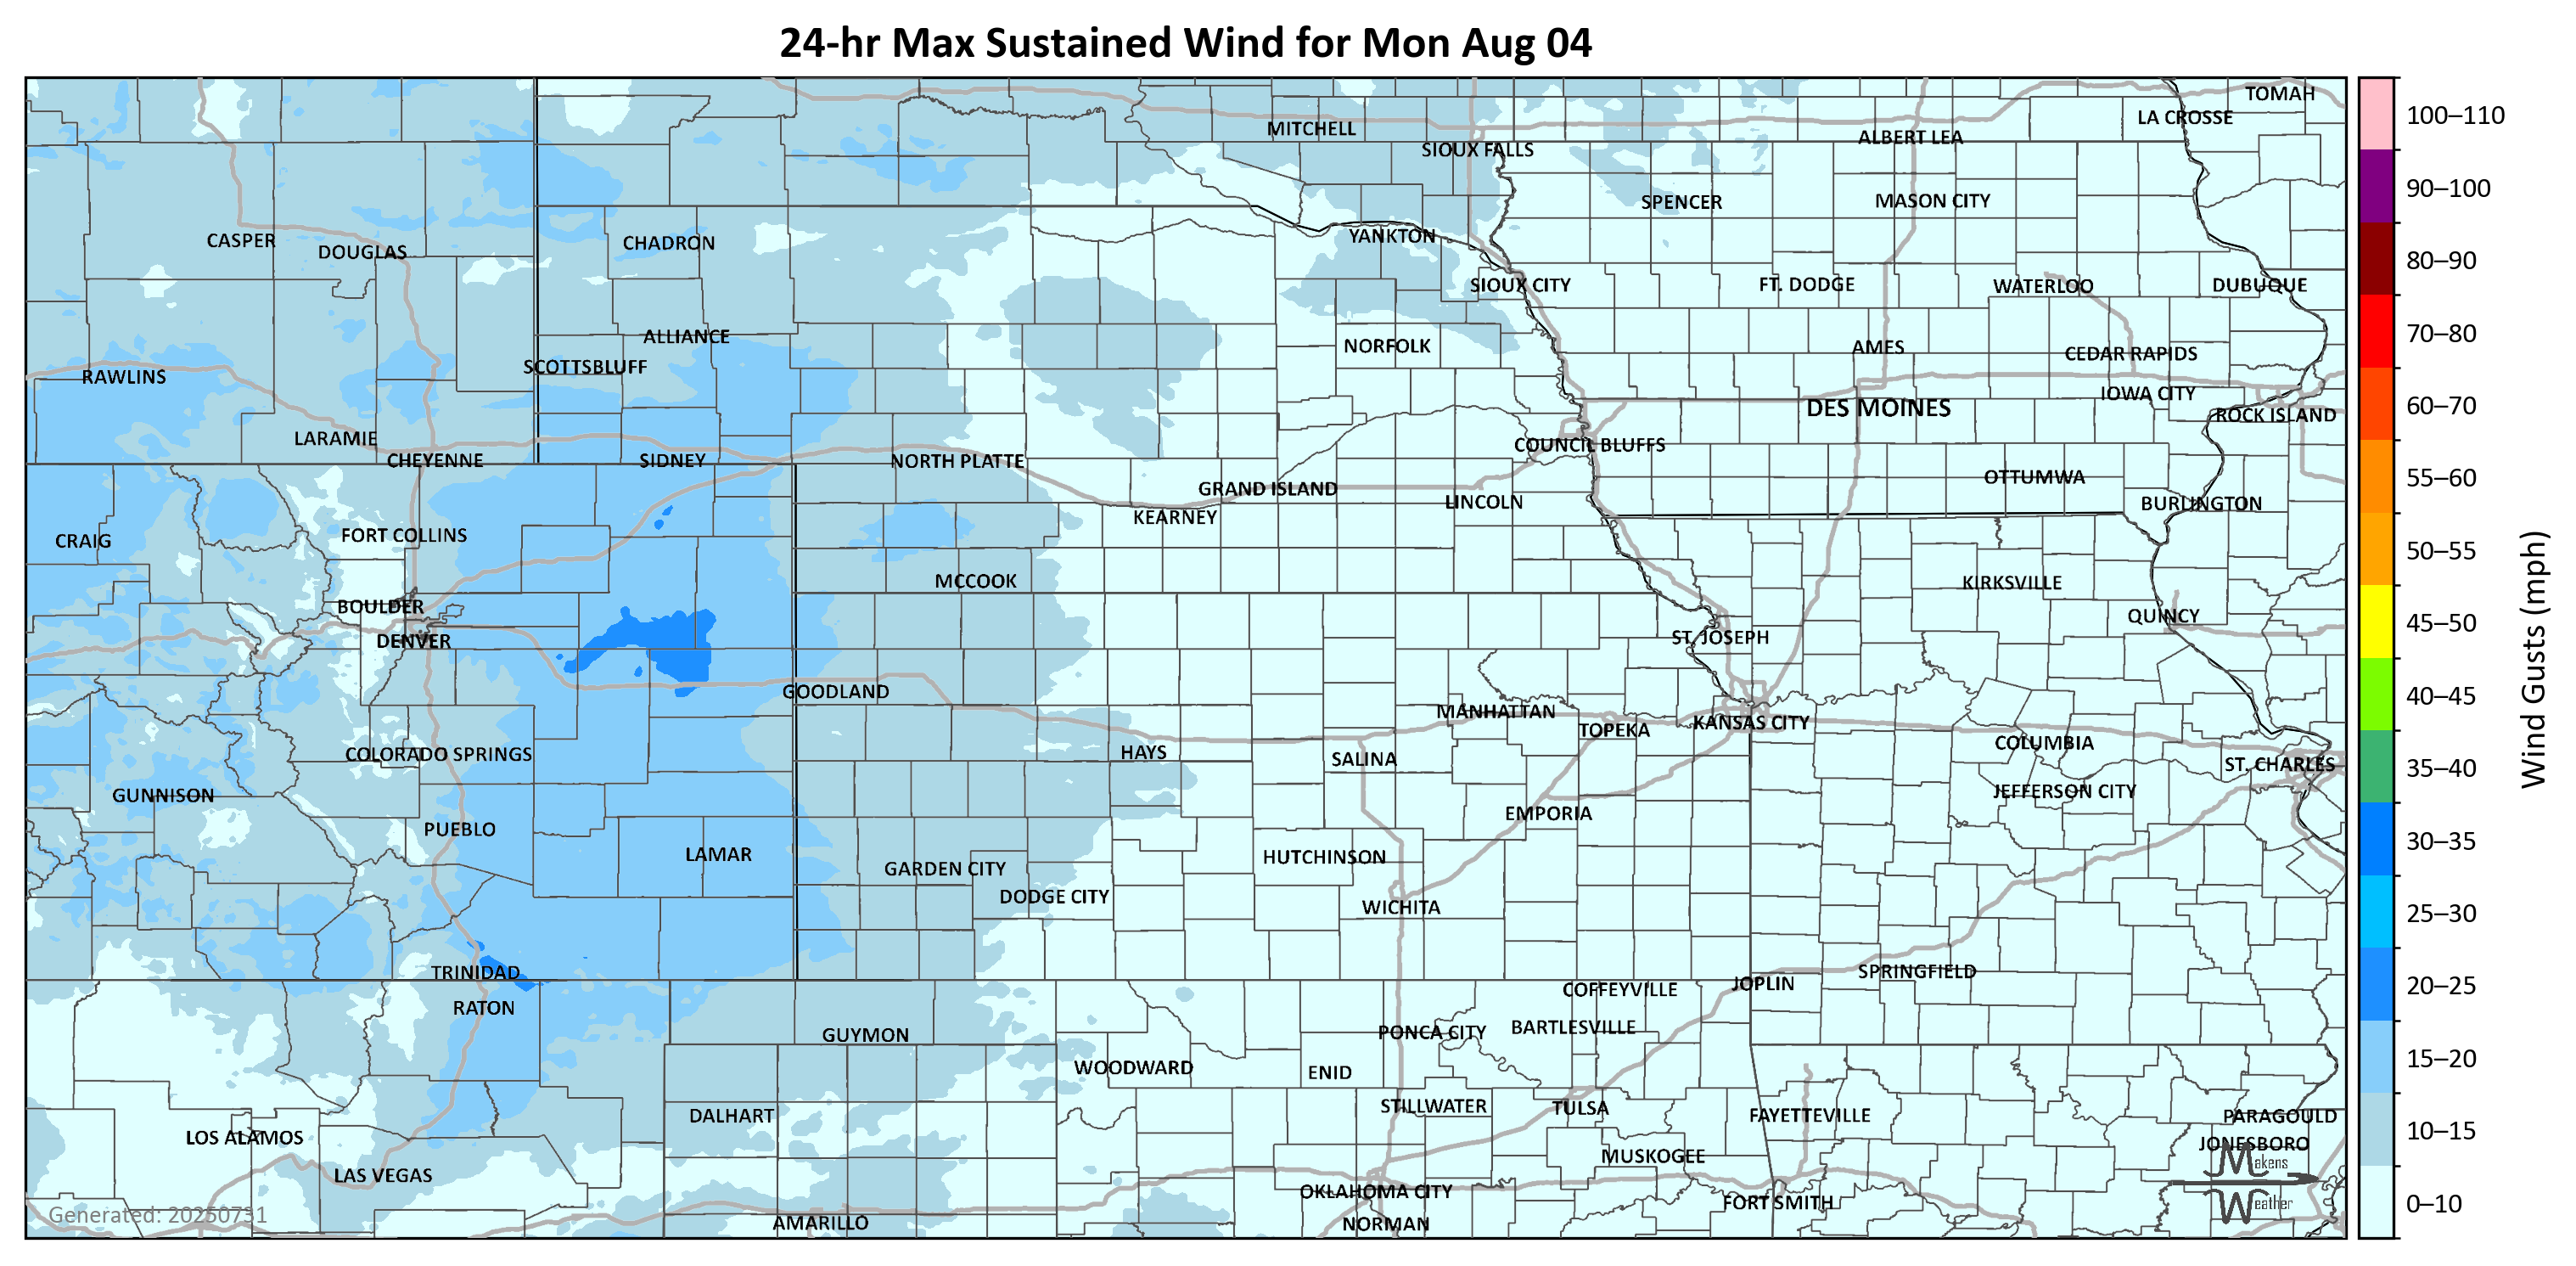 24-hr Max Sustained Wind for Mon Aug 04
TOMAH
LA CROSSE
MITCHELL
ALBERT LEA
SIOUX FALLS
SPENCER
MASON CITY
YANKTON
CASPER
CHADRON
DOUGLAS
SIOUX CITY
FT. DODGE
WATERLOO
DUBUQUE
ALLIANCE
NORFOLK
AMES
CEDAR RAPIDS
SCOTTSBLUFF
RAWLINS
IOWA CITY
DES MOINES
ROCK ISLAND
LARAMIE
COUNCIL BLUFFS
CHEYENNE
SIDNEY
NORTH PLATTE
OTTUMWA
GRAND ISLAND
LINCOLN
BURLINGTON
KEARNEY
FORT COLLINS
CRAIG
MCCOOK
KIRKSVILLE
BOULDER
QUINCY
DENVER
ST. JOSEPH
GOODLAND
MANHATTAN
TOPEKA
KANSAS CITY
COLUMBIA
COLORADO SPRINGS
HAYS
SALINA
ST. CHARLES
GUNNISON
JEFFERSON CITY
EMPORIA
PUEBLO
LAMAR
HUTCHINSON
GARDEN CITY
DODGE CITY
WICHITA
TRINIDAD
SPRINGFIELD
JOPLIN
COFFEYVILLE
RATON
GUYMON
PONCA CITY
BARTLESVILLE
WOODWARD
ENID
DALHART
STILLWATER
TULSA
FAYETTEVILLE
PARAGOULD
LOS ALAMOS
JONESBORO
LAS VEGAS
MUSKOGEE
OKLAHOMA CITY
FORT SMITH
AMARILLO
NORMAN
Generated: 20250731
Makens
Weather
100–110
90–100
80–90
70–80
60–70
55–60
50–55
45–50
40–45
35–40
30–35
25–30
20–25
15–20
10–15
0–10
Wind Gusts (mph)